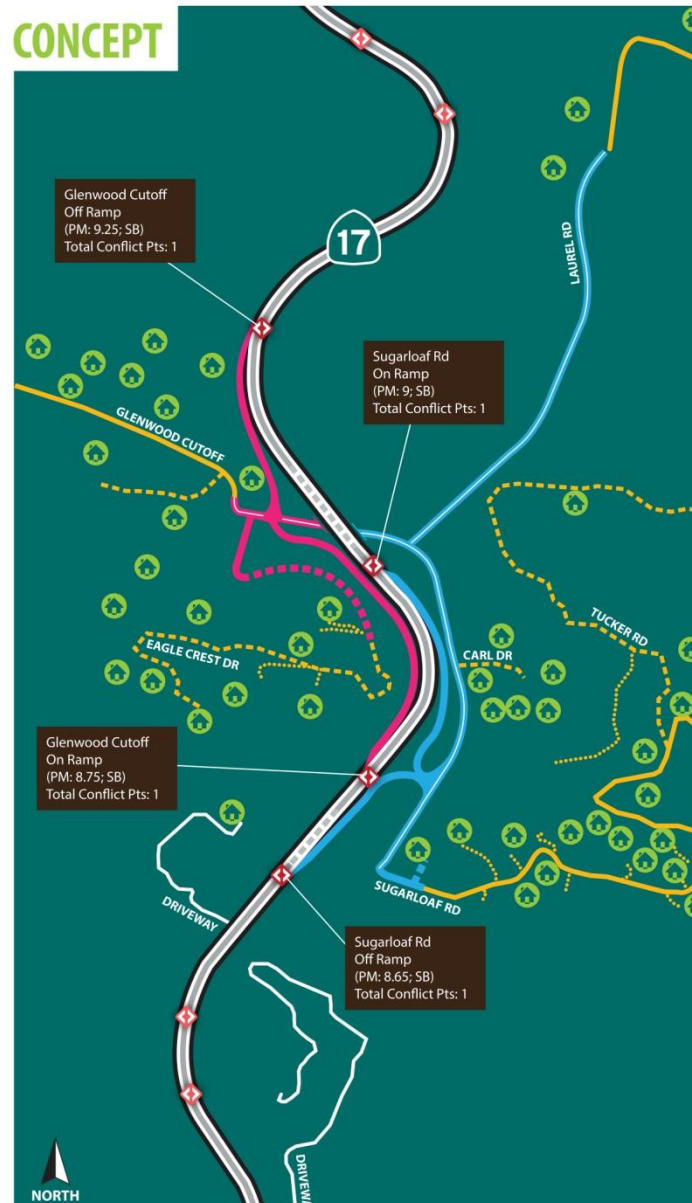 CONCEPT
Glenwood Cutoff
Off Ramp
(PM: 9.25; SB)
Total Conflict Pts: 1
17
LAUREL RD
Sugarloaf Rd
On Ramp
(PM: 9; SB)
Total Conflict Pts: 1
GLENWOOD CUTOFF
TUCKER RD
EAGLE CREST DR
CARL DR
Glenwood Cutoff
On Ramp
(PM: 8.75; SB)
Total Conflict Pts: 1
DRIVEWAY
SUGARLOAF RD
Sugarloaf Rd
Off Ramp
(PM: 8.65; SB)
Total Conflict Pts: 1
NORTH